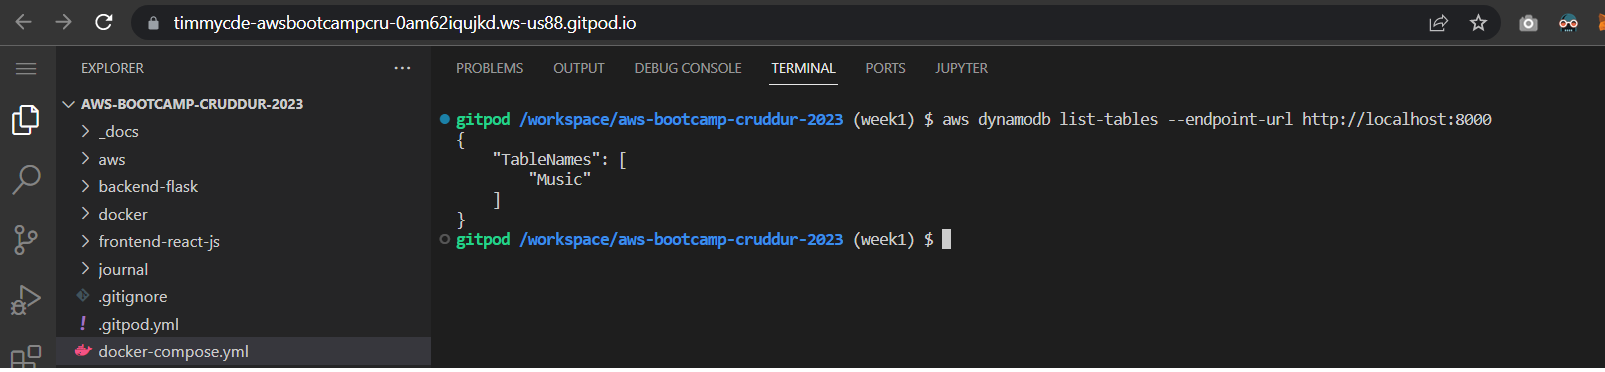 timmycde-awsbootcampcru-0am62iqujkd.ws-us88.gitpod.io
EXPLORER
AWS-BOOTCAMP-CRUDDUR-2023
_docs
aws
backend-flask
docker
frontend-react-js
journal
.gitignore
.gitpod.yml
docker-compose.yml
PROBLEMS OUTPUT DEBUG CONSOLE TERMINAL PORTS JUPYTER
gitpod /workspace/aws-bootcamp-cruddur-2023 (week1) $ aws dynamodb list-tables --endpoint-url http://localhost:8000
{
    "TableNames": [
        "Music"
    ]
}
gitpod /workspace/aws-bootcamp-cruddur-2023 (week1) $